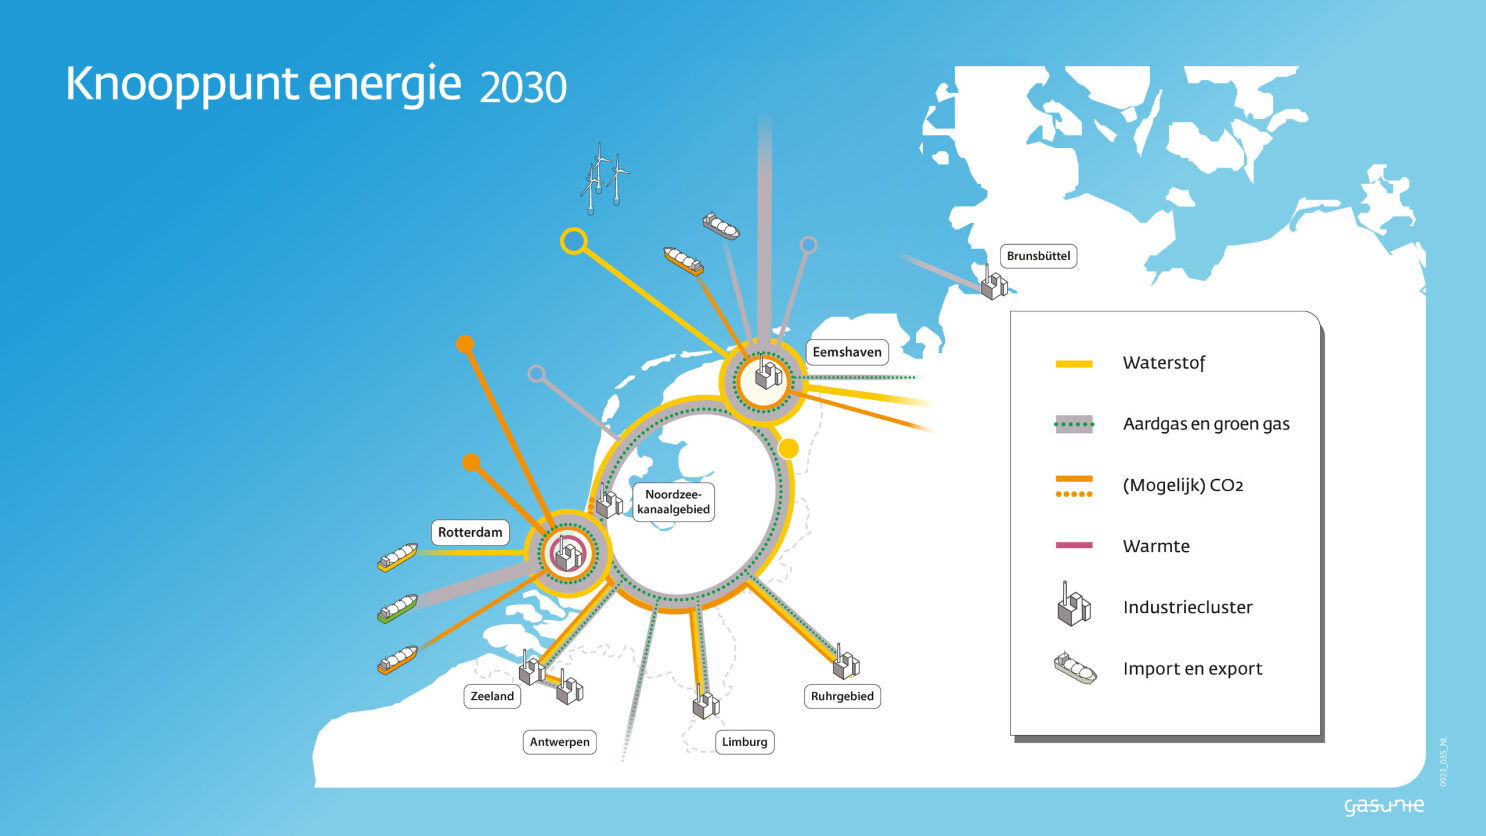 Knooppunt energie 2030
Brunsbüttel
Eemshaven
Waterstof
Aardgas en groen gas
(Mogelijk) CO2
Warmte
Industriecluster
Import en export
Noordzee-
kanaalgebied
Rotterdam
Zeeland
Ruhrgebied
Antwerpen
Limburg
0923_035_NL
gasunie